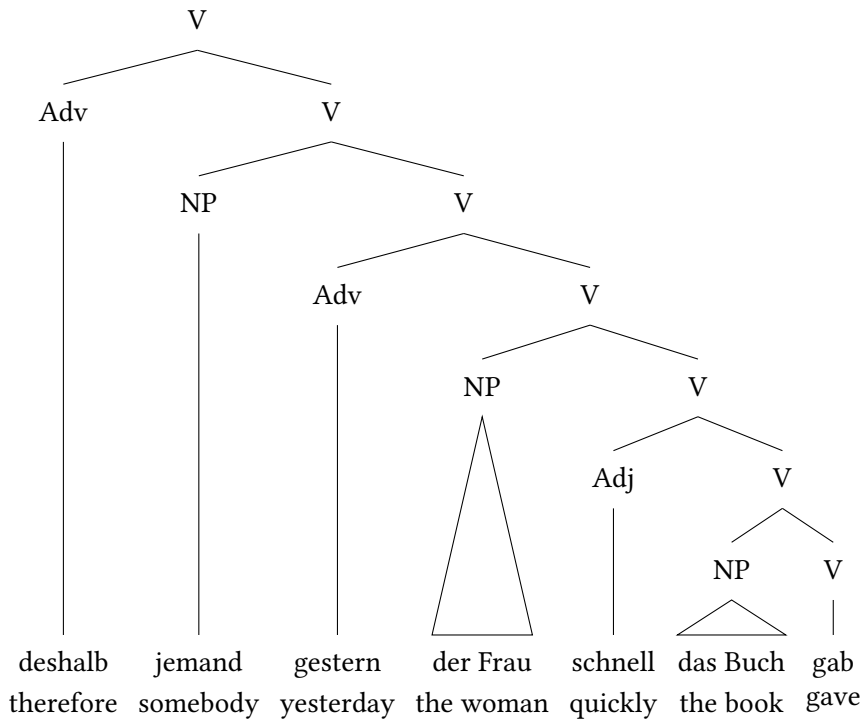 V
Adv V
NP V
Adv V
NP V
Adj V
NP V
deshalb jemand gestern der Frau schnell das Buch gab
therefore somebody yesterday the woman quickly the book gave